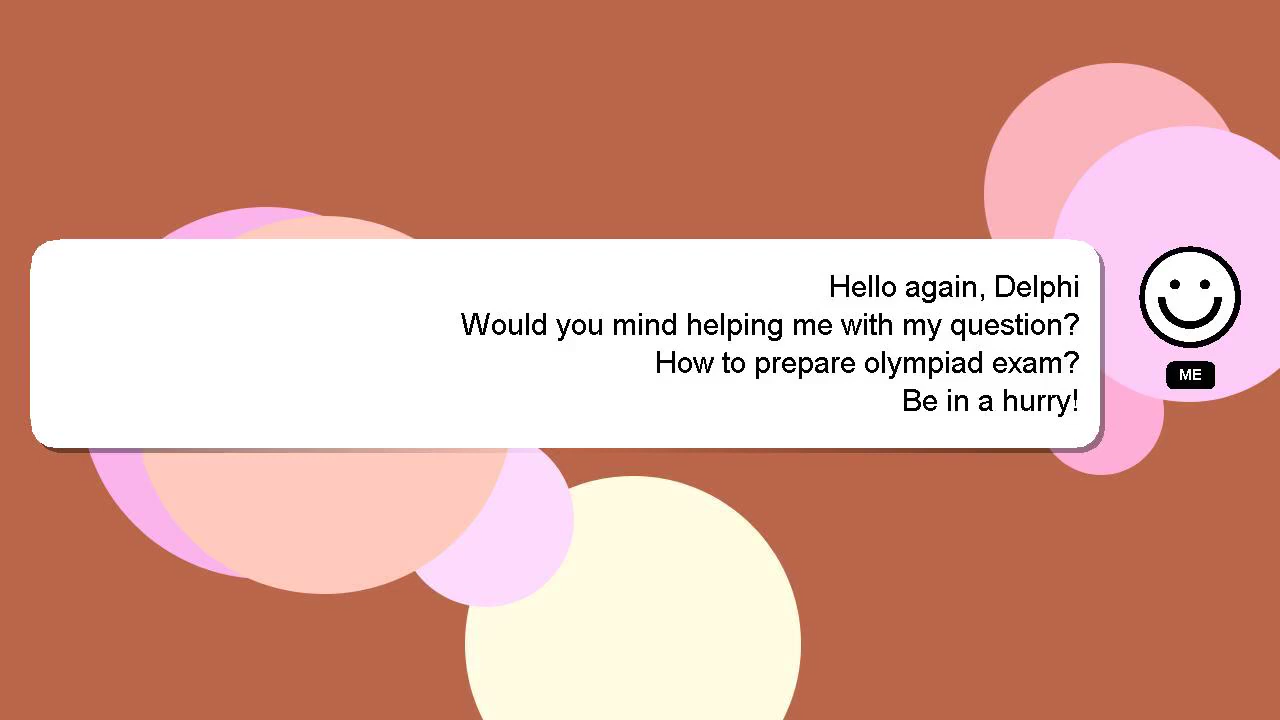 Hello again, Delphi
Would you mind helping me with my question?
How to prepare olympiad exam?
Be in a hurry!
ME